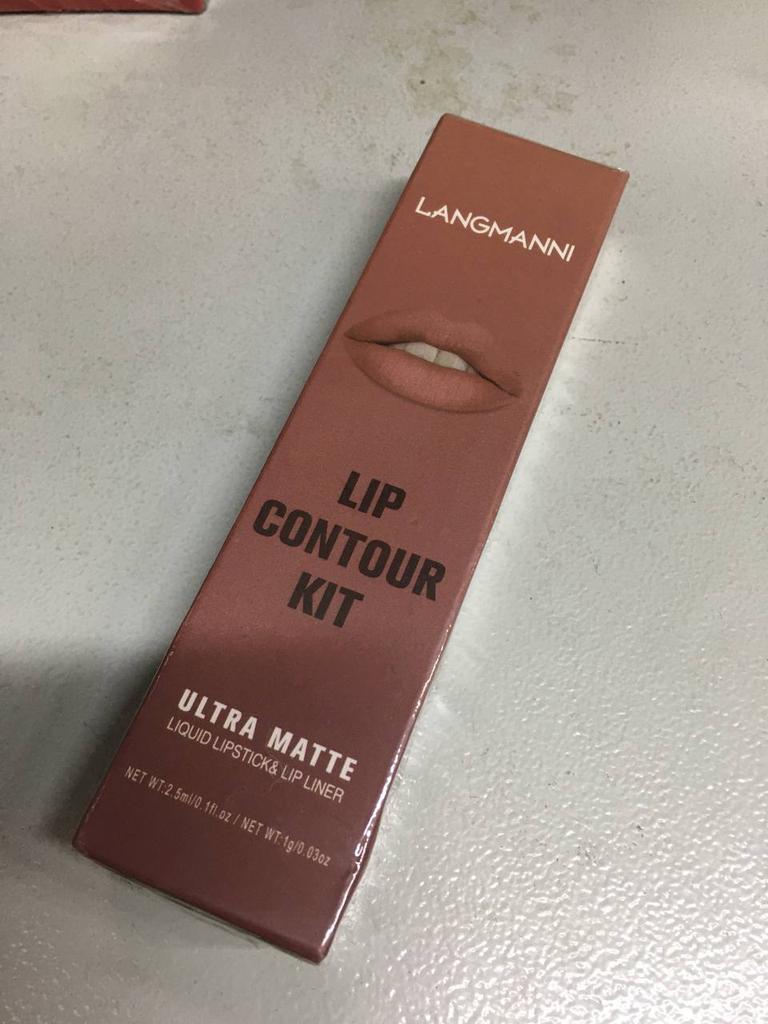 LANGMANNI
LIP
CONTOUR
KIT
ULTRA MATTE
LIQUID LIPSTICK& LIP LINER
NET WT:2.5ml/0.1fl.oz / NET WT:1g/0.03oz